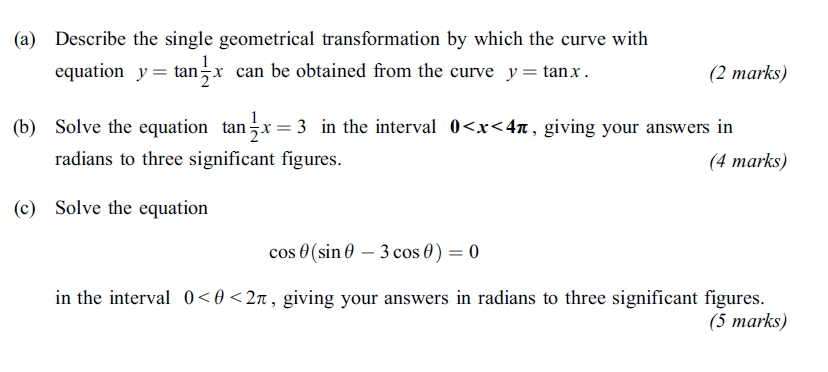 (a) Describe the single geometrical transformation by which the curve with
equation y = tan 1/2 x can be obtained from the curve y = tan x. (2 marks)
(b) Solve the equation tan 1/2 x = 3 in the interval 0<x<4π, giving your answers in
radians to three significant figures. (4 marks)
(c) Solve the equation
cos θ(sin θ − 3 cos θ) = 0
in the interval 0<θ<2π, giving your answers in radians to three significant figures.
(5 marks)